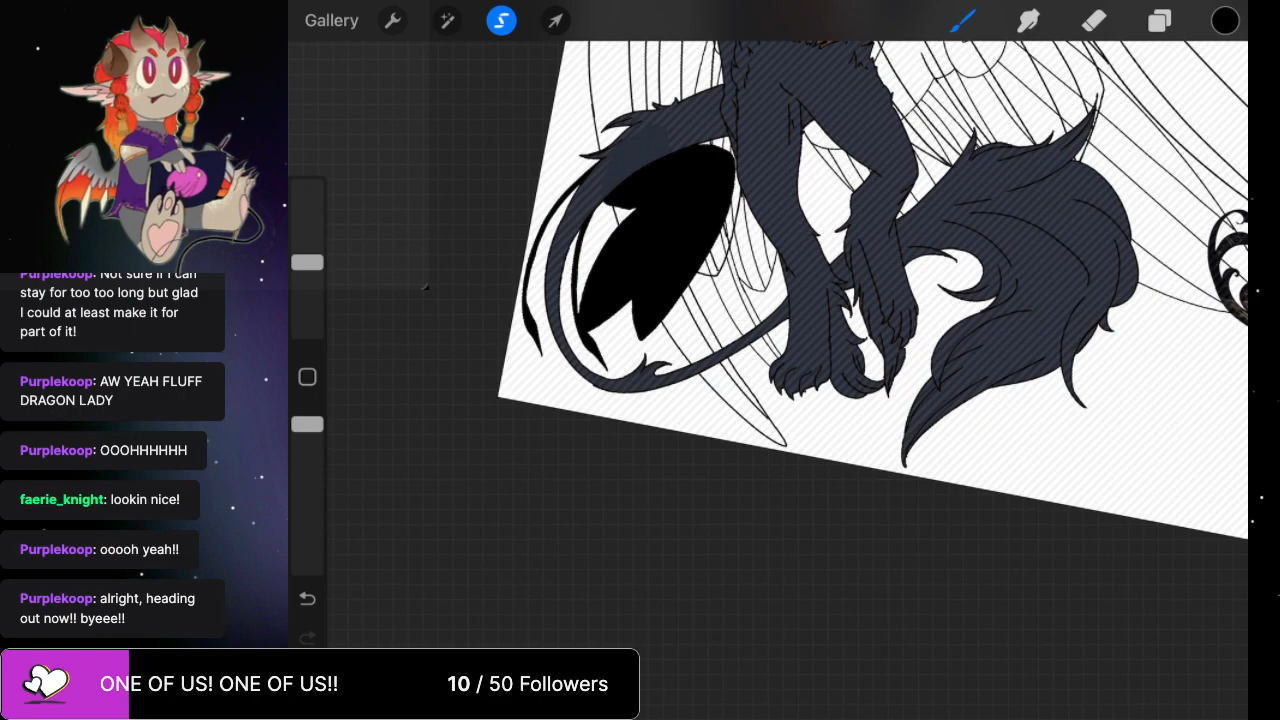 Gallery
Purplekoop: Not sure if I can
stay for too too long but glad
I could at least make it for
part of it!
Purplekoop: AW YEAH FLUFF
DRAGON LADY
Purplekoop: OOOHHHHHH
faerie_knight: lookin nice!
Purplekoop: ooooh yeah!!
Purplekoop: alright, heading
out now!! byeee!!
ONE OF US! ONE OF US!!
10 / 50 Followers